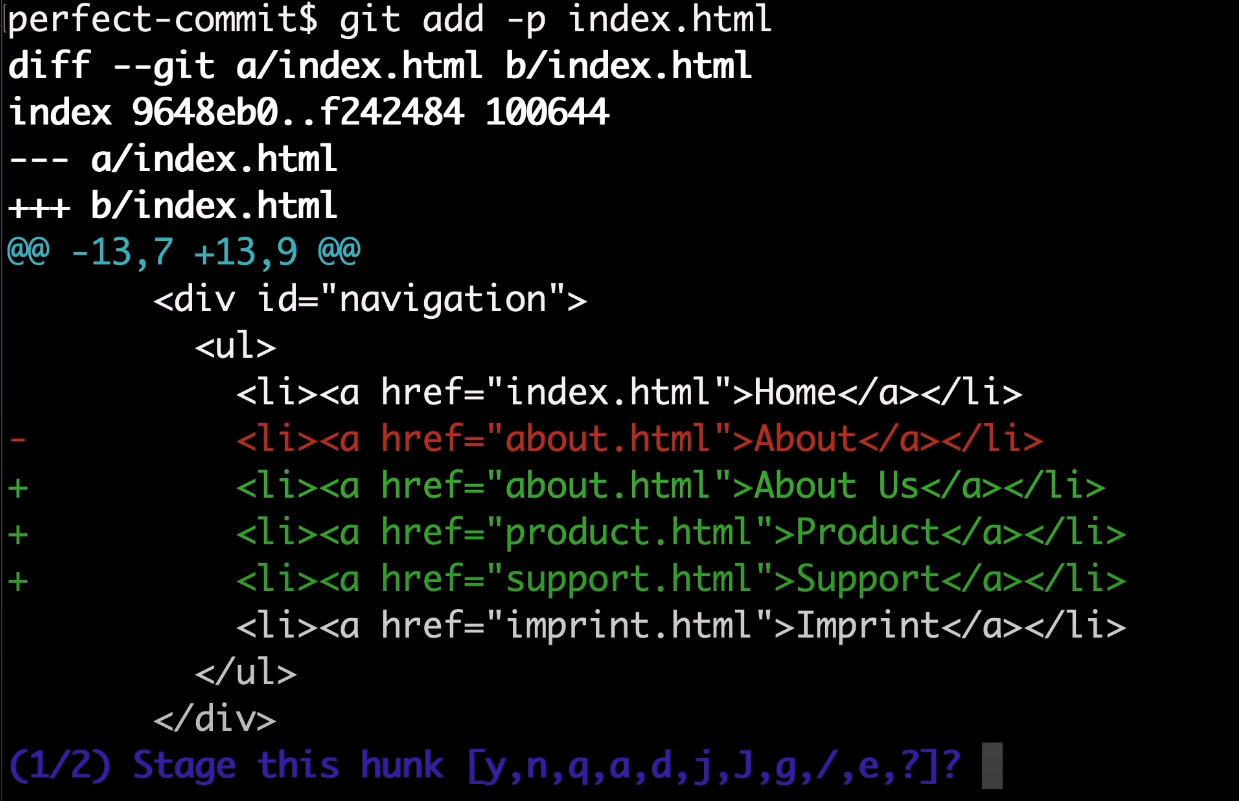 perfect-commit$ git add -p index.html
diff --git a/index.html b/index.html
index 9648eb0..f242484 100644
--- a/index.html
+++ b/index.html
@@ -13,7 +13,9 @@
       <div id="navigation">
         <ul>
           <li><a href="index.html">Home</a></li>
-          <li><a href="about.html">About</a></li>
+          <li><a href="about.html">About Us</a></li>
+          <li><a href="product.html">Product</a></li>
+          <li><a href="support.html">Support</a></li>
           <li><a href="imprint.html">Imprint</a></li>
         </ul>
       </div>
(1/2) Stage this hunk [y,n,q,a,d,j,J,g,/,e,?]?